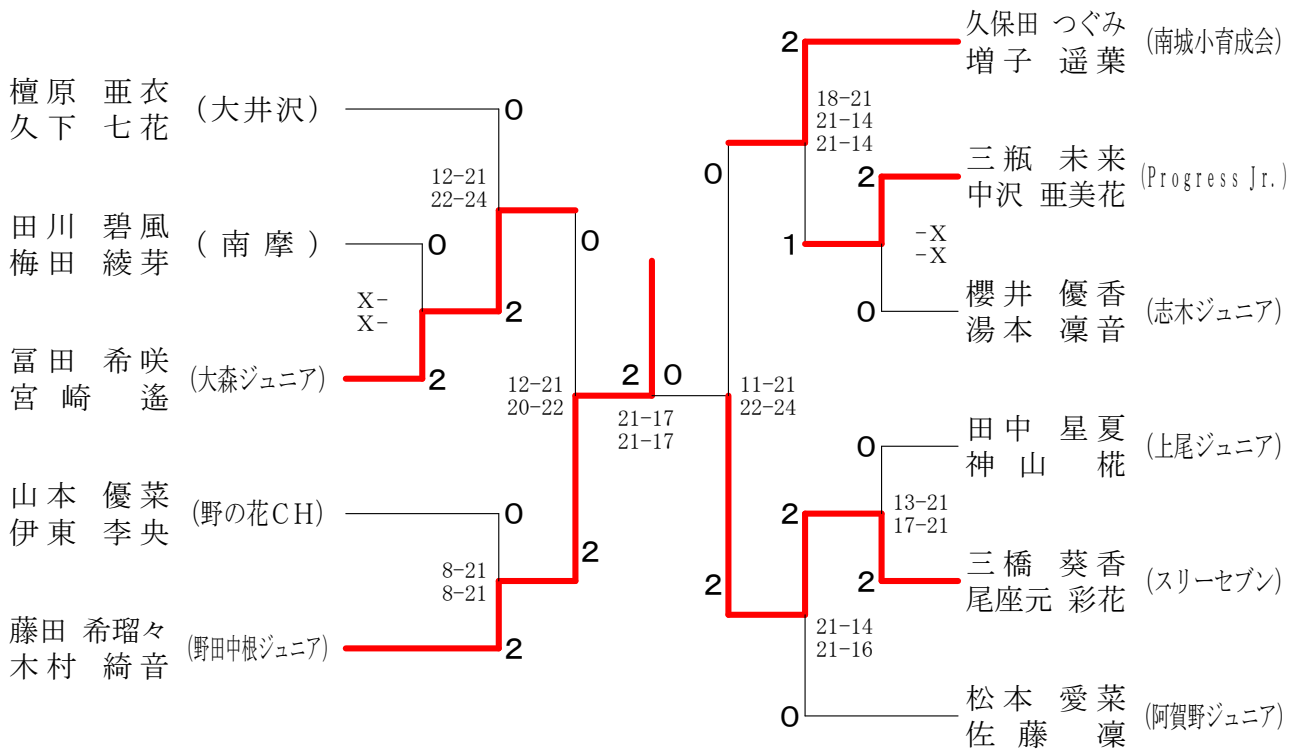 檀原 亜衣
久下 七花
(大井沢)
0
12-21
22-24
田川 碧風
梅田 綾芽
(南摩)
0
X-
X-
2
冨田 希咲
宮崎 遙
(大森ジュニア)
2
0
12-21
20-22
山本 優菜
伊東 李央
(野の花CH)
0
8-21
8-21
2
藤田 希瑠々
木村 綺音
(野田中根ジュニア)
2
2
0
21-17
21-17
久保田 つぐみ
増子 遥葉
(南城小育成会)
2
18-21
21-14
21-14
0
三瓶 未来
中沢 亜美花
(Progress Jr.)
2
1
-X
-X
櫻井 優香
湯本 凜音
(志木ジュニア)
0
11-21
22-24
田中 星夏
神山 椛
(上尾ジュニア)
0
13-21
17-21
2
三橋 葵香
尾座元 彩花
(スリーセブン)
2
2
21-14
21-16
松本 愛菜
佐藤 凜
(阿賀野ジュニア)
0